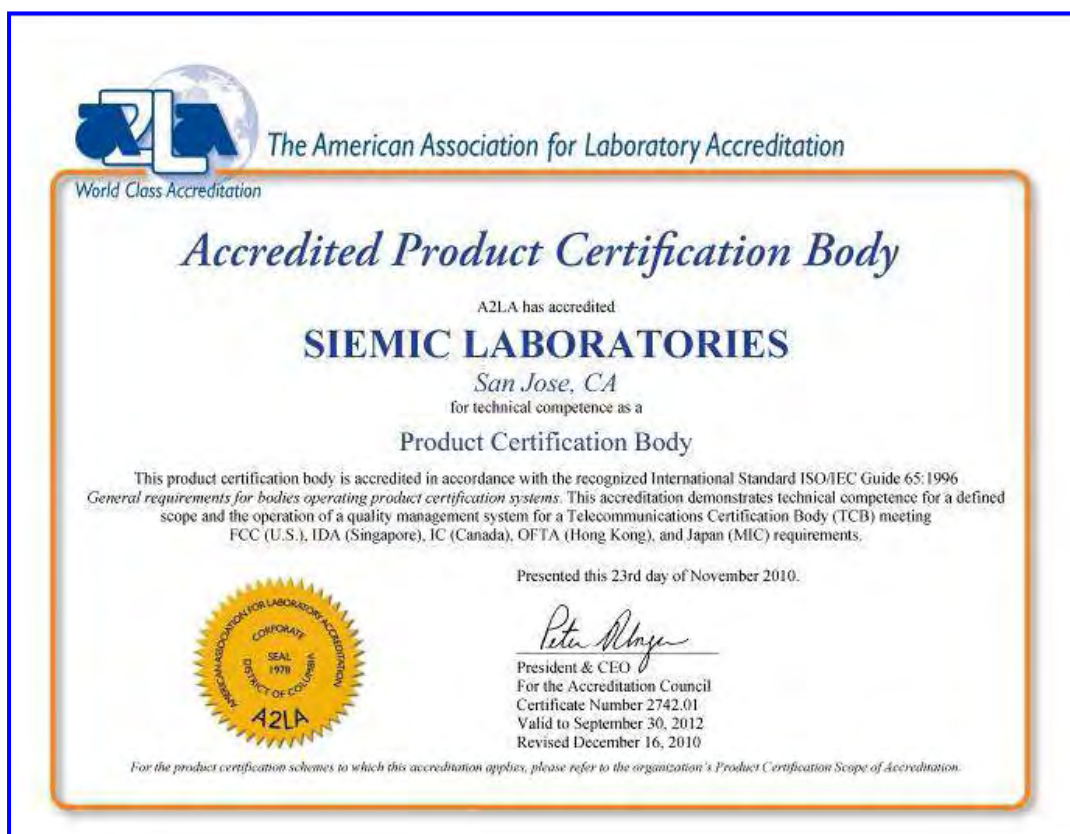 A2LA
The American Association for Laboratory Accreditation
World Class Accreditation
Accredited Product Certification Body
A2LA has accredited
SIEMIC LABORATORIES
San Jose, CA
for technical competence as a
Product Certification Body
This product certification body is accredited in accordance with the recognized International Standard ISO/IEC Guide 65:1996
General requirements for bodies operating product certification systems. This accreditation demonstrates technical competence for a defined
scope and the operation of a quality management system for a Telecommunications Certification Body (TCB) meeting
FCC (U.S.), IDA (Singapore), IC (Canada), OFTA (Hong Kong), and Japan (MIC) requirements.
Presented this 23rd day of November 2010.
AMERICAN ASSOCIATION FOR LABORATORY ACCREDITATION
CORPORATE
SEAL
1978
DISTRICT OF COLUMBIA
A2LA
Peter
President & CEO
For the Accreditation Council
Certificate Number 2742.01
Valid to September 30, 2012
Revised December 16, 2010
For the product certification schemes to which this accreditation applies, please refer to the organization's Product Certification Scope of Accreditation.